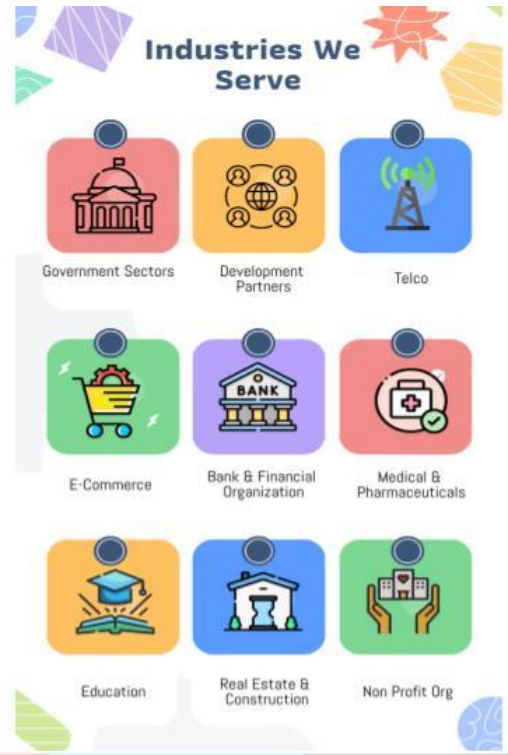 Industries We
Serve
Government Sectors
Development
Partners
Telco
BANK
E-Commerce
Bank & Financial
Organization
Medical &
Pharmaceuticals
Education
Real Estate &
Construction
Non Profit Org